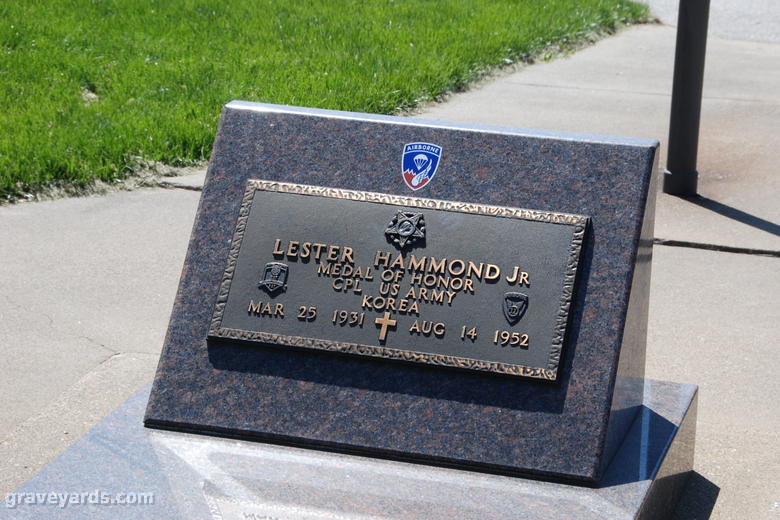 AIRBORNE
LESTER HAMMOND JR
MEDAL OF HONOR
CPL US ARMY
KOREA
MAR 25 1931 AUG 14 1952
graveyards.com